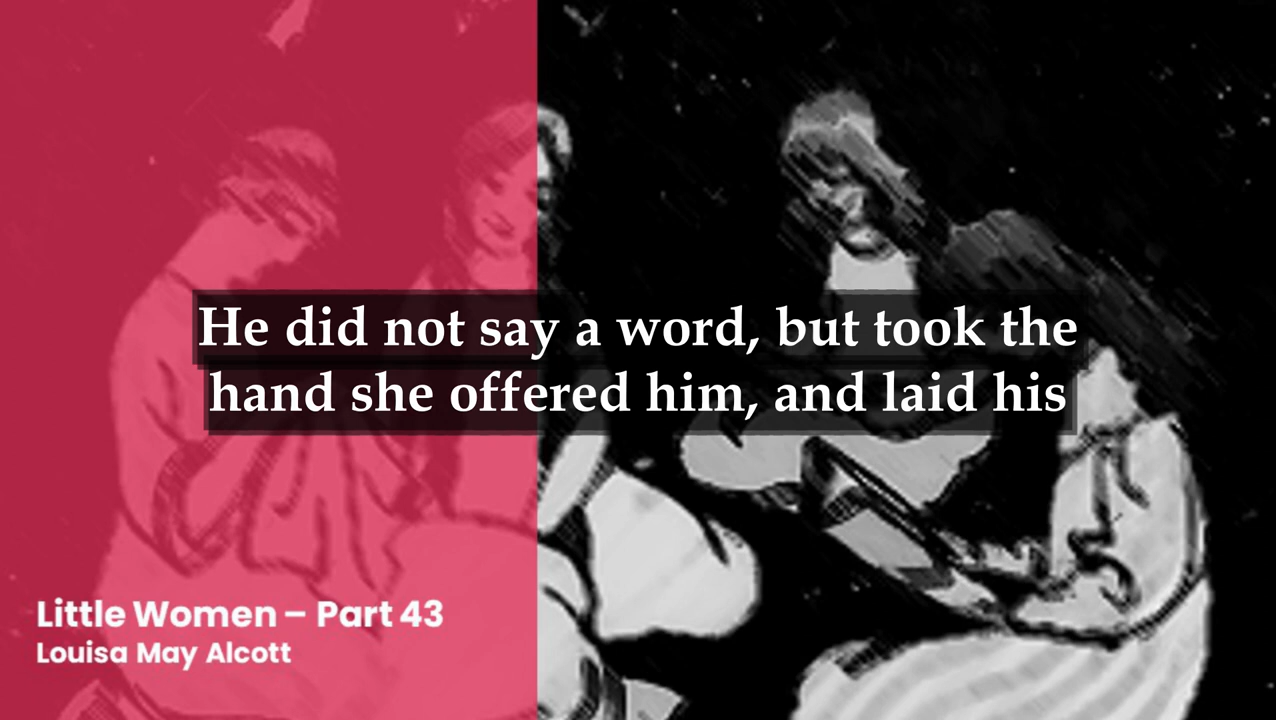 He did not say a word, but took the
hand she offered him, and laid his
Little Women – Part 43
Louisa May Alcott